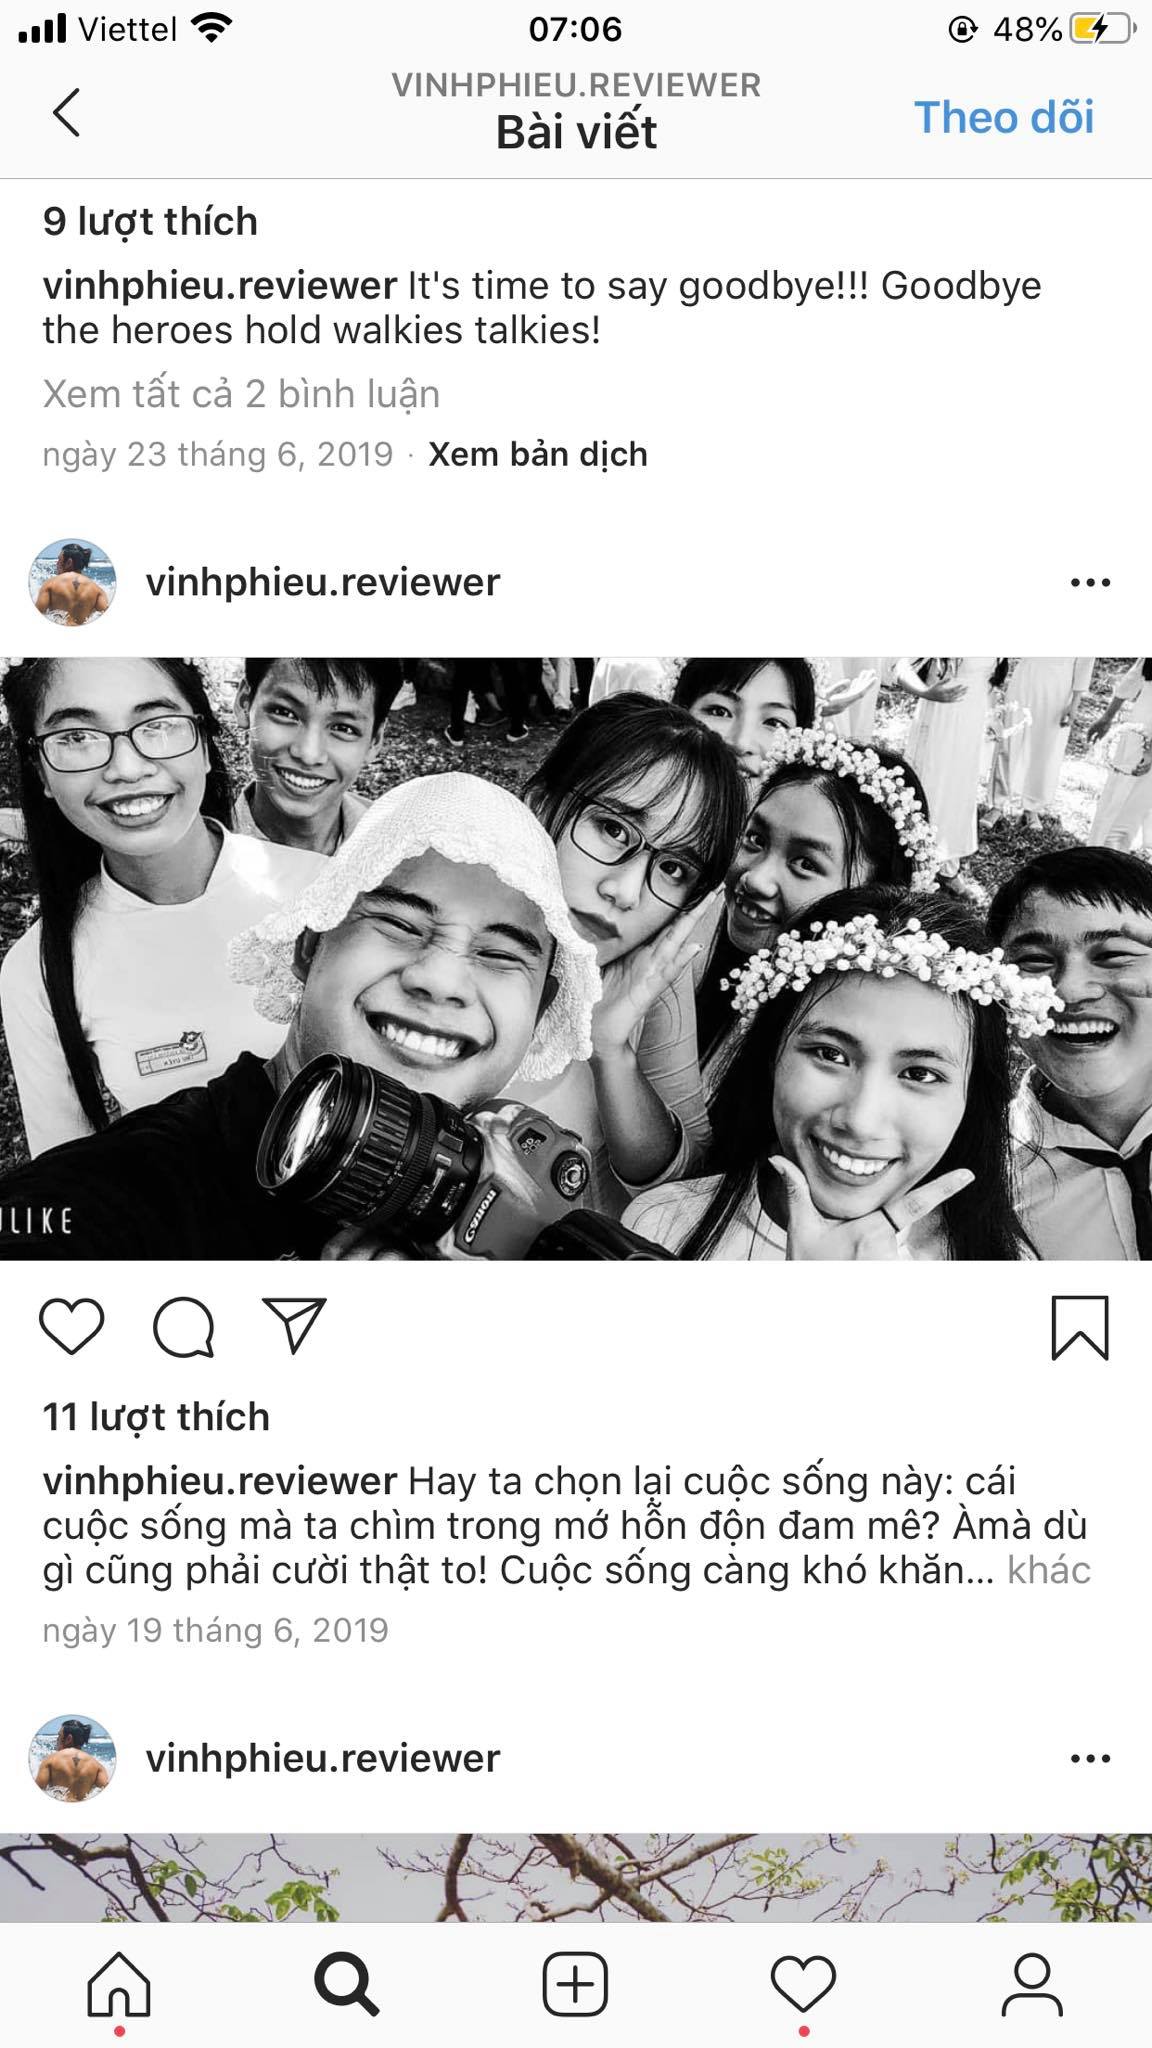 Viettel 07:06 48%
VINHPHIEU.REVIEWER
Bài viết
Theo dõi
9 lượt thích
vinhphieu.reviewer It's time to say goodbye!!! Goodbye
the heroes hold walkies talkies!
Xem tất cả 2 bình luận
ngày 23 tháng 6, 2019 · Xem bản dịch
vinhphieu.reviewer
Canon
LIKE
11 lượt thích
vinhphieu.reviewer Hay ta chọn lại cuộc sống này: cái
cuộc sống mà ta chìm trong mớ hỗn độn đam mê? Àmà dù
gì cũng phải cười thật to! Cuộc sống càng khó khăn... khác
ngày 19 tháng 6, 2019
vinhphieu.reviewer